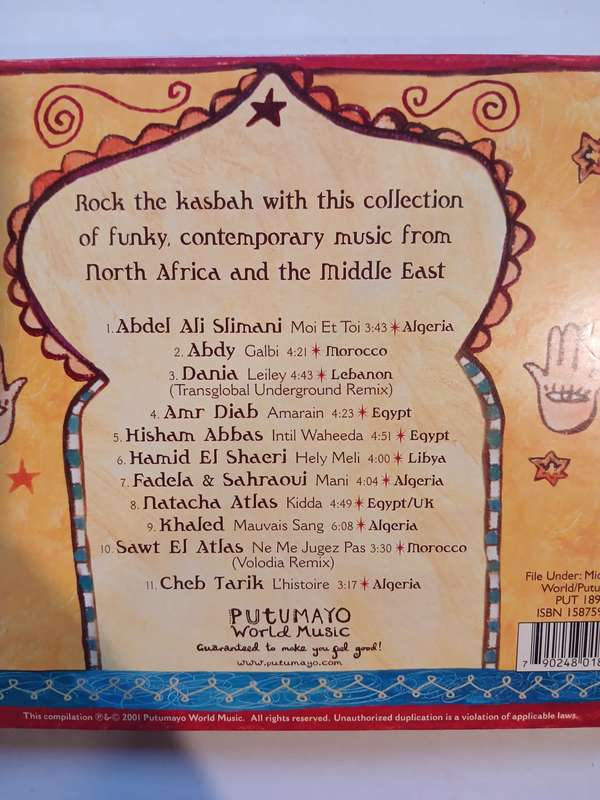 Rock the kasbah with this collection
of funky, contemporary music from
North Africa and the Middle East
1. Abdel Ali Slimani Moi Et Toi 3:43 ✶ Algeria
2. Abdy Galbi 4:21 ✶ Morocco
3. Dania Leiley 4:43 ✶ Lebanon
(Transglobal Underground Remix)
4. Amr Diab Amarain 4:23 ✶ Egypt
5. Hisham Abbas Intil Waheeda 4:51 ✶ Egypt
6. Hamid El Shaeri Hely Meli 4:00 ✶ Libya
7. Fadela & Sahraoui Mani 4:04 ✶ Algeria
8. Natacha Atlas Kidda 4:49 ✶ Egypt/UK
9. Khaled Mauvais Sang 6:08 ✶ Algeria
10. Sawt El Atlas Ne Me Jugez Pas 3:30 ✶ Morocco
(Volodia Remix)
11. Cheb Tarik L'histoire 3:17 ✶ Algeria
PUTUMAYO
World Music
Guaranteed to make you feel good!
www.putumayo.com
File Under:
World/
PUT
ISBN
7 90248
This compilation ℗&© 2001 Putumayo World Music. All rights reserved. Unauthorized duplication is a violation of applicable laws.